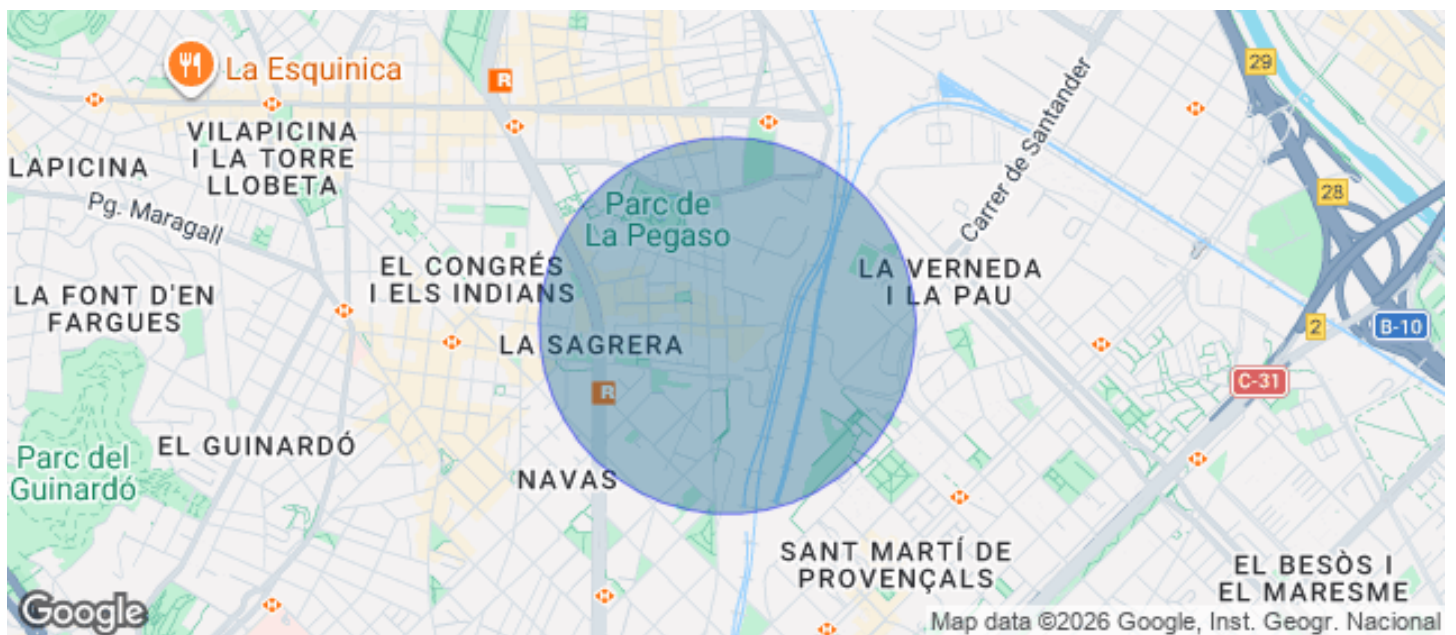 La Esquinica
R
29
VILAPICINA
I LA TORRE
LLOBETA
LAPICINA
Carrer de Santander
28
Pg. Maragall
Parc de
La Pegaso
EL CONGRÉS
I ELS INDIANS
LA VERNEDA
I LA PAU
LA FONT D'EN
FARGUES
LA SAGRERA
2
B-10
R
C-31
EL GUINARDÓ
Parc del
Guinardó
NAVAS
SANT MARTÍ DE
PROVENÇALS
EL BESÒS I
EL MARESME
Google
Map data ©2026 Google, Inst. Geogr. Nacional